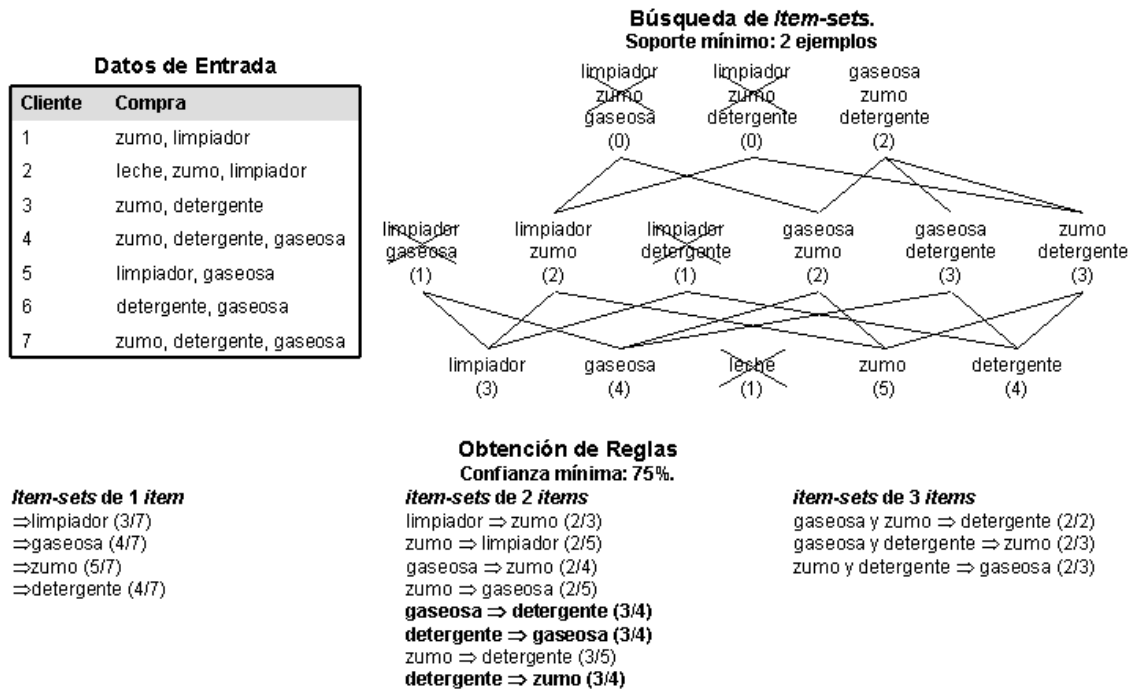 Datos de Entrada
Cliente Compra
1 zumo, limpiador
2 leche, zumo, limpiador
3 zumo, detergente
4 zumo, detergente, gaseosa
5 limpiador, gaseosa
6 detergente, gaseosa
7 zumo, detergente, gaseosa
Búsqueda de Item-sets.
Soporte mínimo: 2 ejemplos
limpiador limpiador gaseosa
zumo zumo zumo
gaseosa detergente detergente
(0) (0) (2)
limpiador limpiador limpiador gaseosa gaseosa zumo
gaseosa zumo detergente zumo detergente detergente
(1) (2) (1) (2) (3) (3)
limpiador gaseosa leche zumo detergente
(3) (4) (1) (5) (4)
Obtención de Reglas
Confianza mínima: 75%.
Item-sets de 1 item
⇒limpiador (3/7)
⇒gaseosa (4/7)
⇒zumo (5/7)
⇒detergente (4/7)
item-sets de 2 items
limpiador ⇒ zumo (2/3)
zumo ⇒ limpiador (2/5)
gaseosa ⇒ zumo (2/4)
zumo ⇒ gaseosa (2/5)
gaseosa ⇒ detergente (3/4)
detergente ⇒ gaseosa (3/4)
zumo ⇒ detergente (3/5)
detergente ⇒ zumo (3/4)
item-sets de 3 items
gaseosa y zumo ⇒ detergente (2/2)
gaseosa y detergente ⇒ zumo (2/3)
zumo y detergente ⇒ gaseosa (2/3)